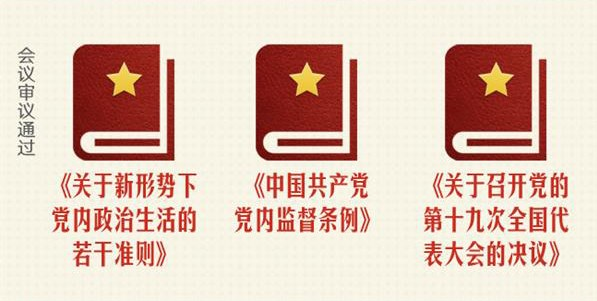 会议审议通过
《关于新形势下
党内政治生活的
若干准则》
《中国共产党
党内监督条例》
《关于召开党的
第十九次全国代
表大会的决议》